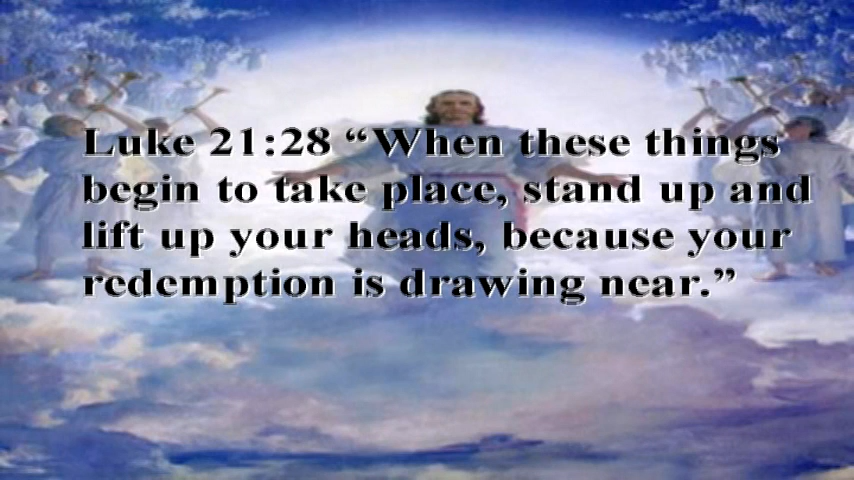 Luke 21:28 “When these things
begin to take place, stand up and
lift up your heads, because your
redemption is drawing near.”